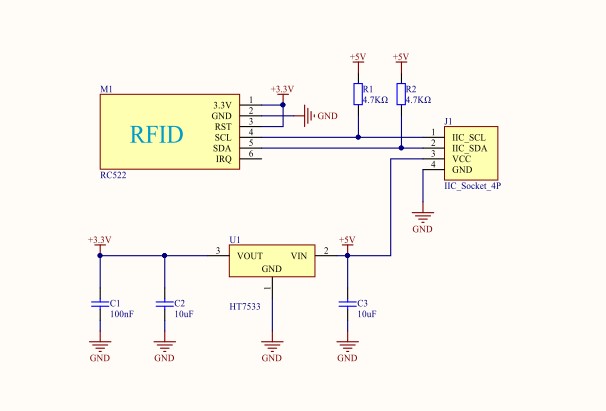 +5V +5V
M1 +3.3V R1 R2
4.7KΩ 4.7KΩ
3.3V 1
GND 2 GND
RST 3
RFID
SCL 4
SDA 5
IRQ 6
RC522
J1
1 IIC_SCL
2 IIC_SDA
3 VCC
4 GND
IIC_Socket_4P
GND
+3.3V U1 +5V
3 VOUT VIN 2
GND
1
C1 C2 HT7533 C3
100nF 10uF 10uF
GND GND GND GND